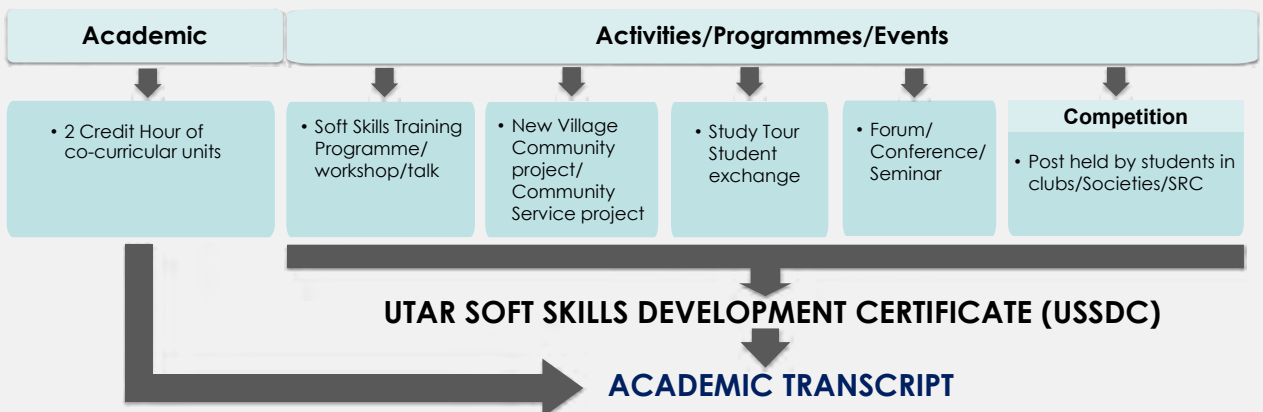 Academic
Activities/Programmes/Events
• 2 Credit Hour of
co-curricular units
• Soft Skills Training
Programme/
workshop/talk
• New Village
Community
project/
Community
Service project
• Study Tour
Student
exchange
• Forum/
Conference/
Seminar
Competition
• Post held by students in
clubs/Societies/SRC
UTAR SOFT SKILLS DEVELOPMENT CERTIFICATE (USSDC)
ACADEMIC TRANSCRIPT